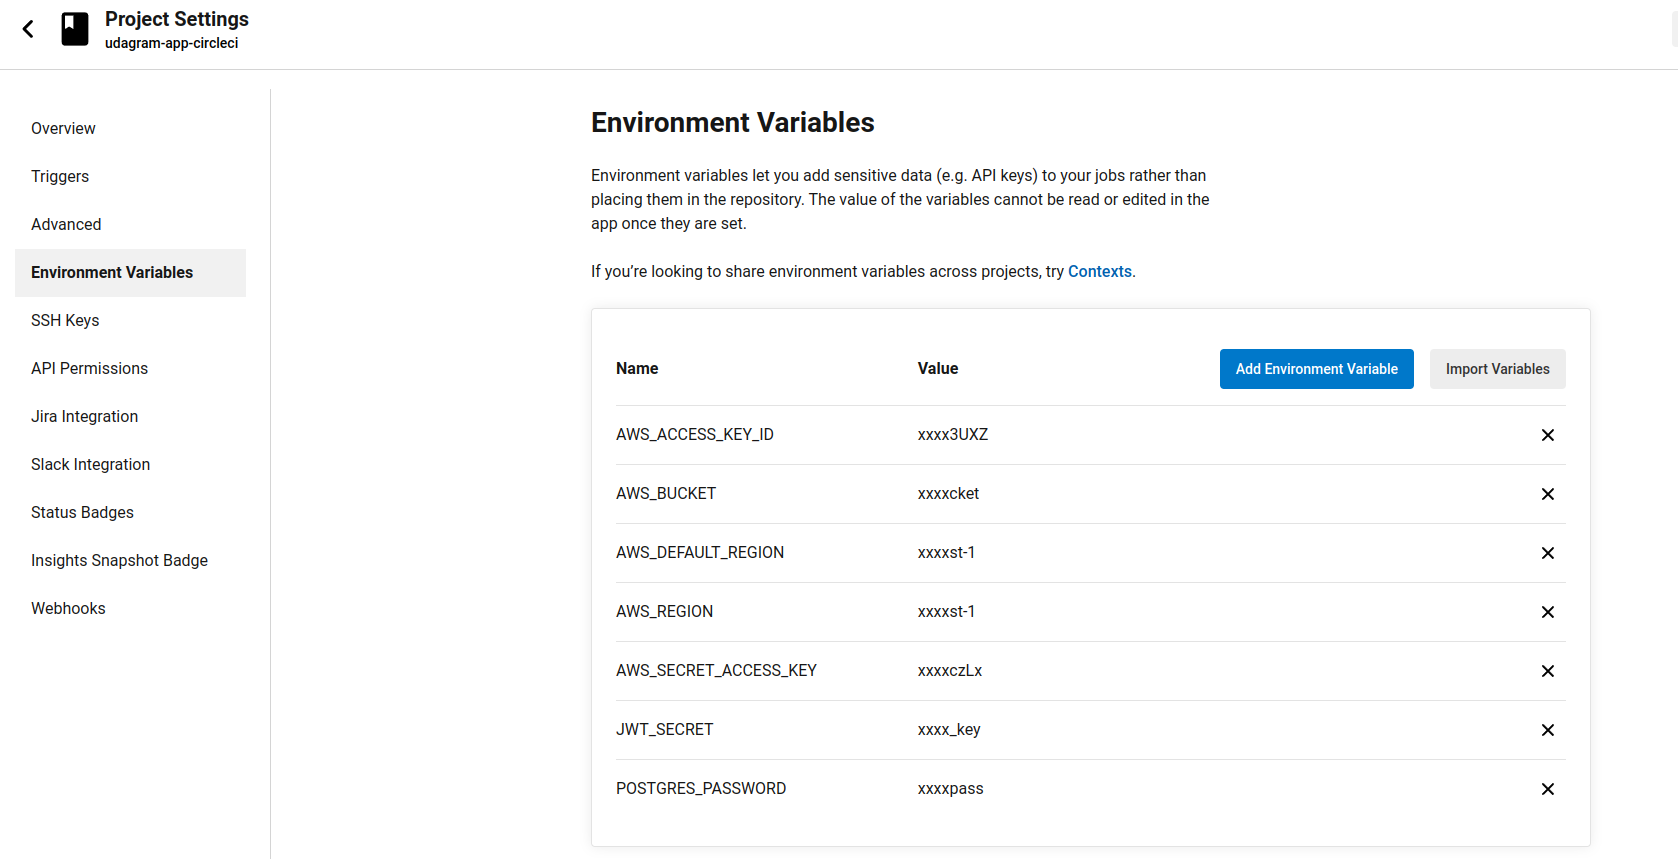 Project Settings
udagram-app-circleci
Overview
Triggers
Advanced
Environment Variables
SSH Keys
API Permissions
Jira Integration
Slack Integration
Status Badges
Insights Snapshot Badge
Webhooks
Environment Variables
Environment variables let you add sensitive data (e.g. API keys) to your jobs rather than
placing them in the repository. The value of the variables cannot be read or edited in the
app once they are set.
If you’re looking to share environment variables across projects, try Contexts.
Name Value Add Environment Variable Import Variables
AWS_ACCESS_KEY_ID xxxx3UXZ
AWS_BUCKET xxxxcket
AWS_DEFAULT_REGION xxxxst-1
AWS_REGION xxxxst-1
AWS_SECRET_ACCESS_KEY xxxxczLx
JWT_SECRET xxxx_key
POSTGRES_PASSWORD xxxxpass